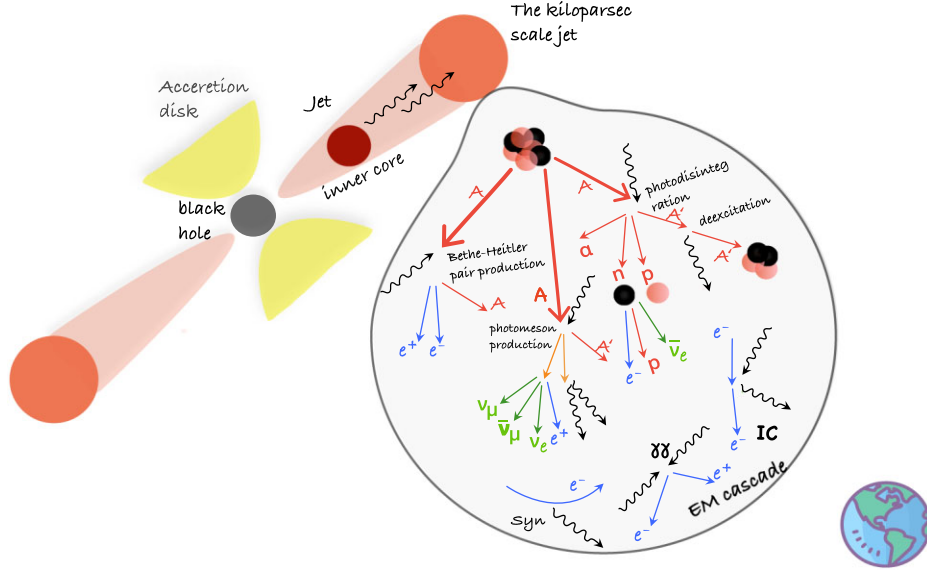 The kiloparsec
scale jet
Acceretion
disk
Jet
inner core
black
hole
A
A
photodisinteg
ration
A'
deexcitation
A'
a
n
p
Bethe-Heitler
pair production
A
e+
e-
A
photomeson
production
A'
e-
p
ν̄e
νμ
ν̄μ
νe
e+
e-
e-
IC
γγ
e+
e-
EM cascade
e-
Syn